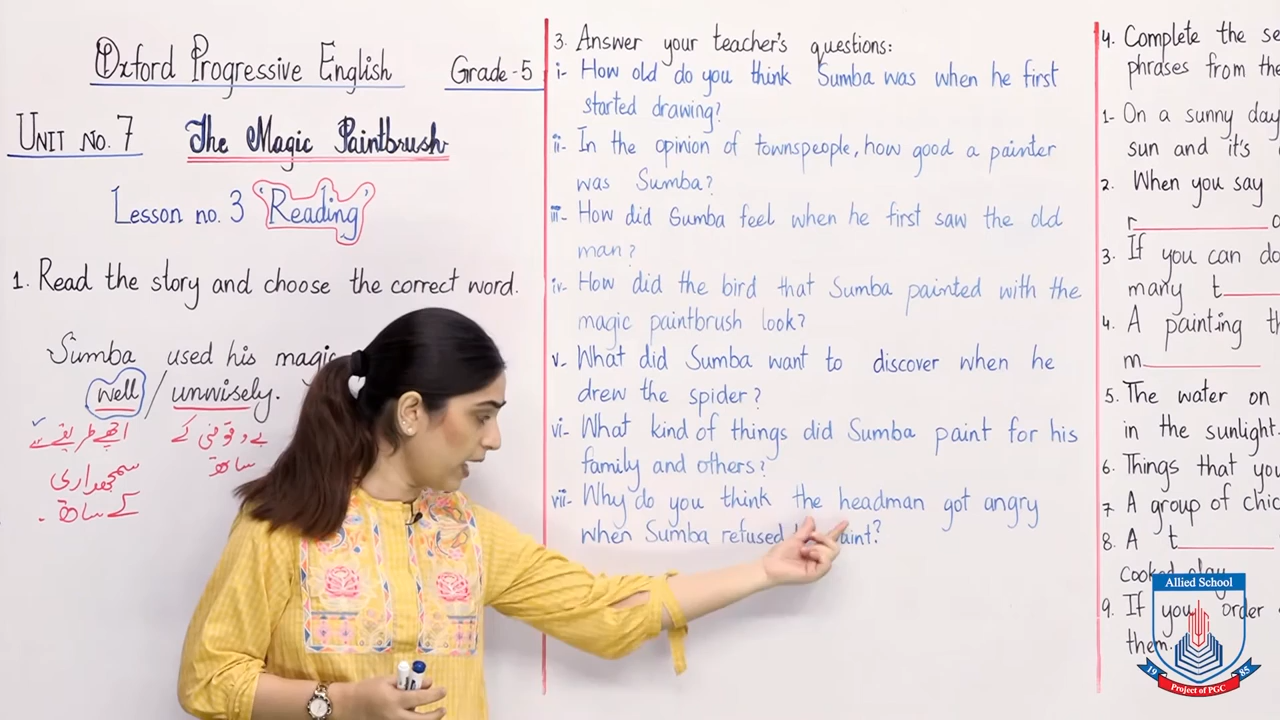 Oxford Progressive English
Grade-5
UNIT NO. 7
The Magic Paintbrush
Lesson no. 3 'Reading'
1. Read the story and choose the correct word.
Sumba used his magic
well / unwisely.
اچھے طریقے سے
بے وقوفی کے
سمجھداری
ساتھ
کے ساتھ .
3. Answer your teacher's questions:
i- How old do you think Sumba was when he first
started drawing?
ii- In the opinion of townspeople, how good a painter
was Sumba?
iii- How did Sumba feel when he first saw the old
man?
iv- How did the bird that Sumba painted with the
magic paintbrush look?
v- What did Sumba want to discover when he
drew the spider?
vi- What kind of things did Sumba paint for his
family and others?
vii- Why do you think the headman got angry
when Sumba refused to paint?
4. Complete the se
phrases from the
1- On a sunny day
sun and it's
2. When you say
r
3. If you can do
many t
4. A painting th
m
5. The water on
in the sunlight.
6. Things that you
7 A group of chic
8. A t
cooked
9. If you order
them.
Allied School
19 85
Project of PGC